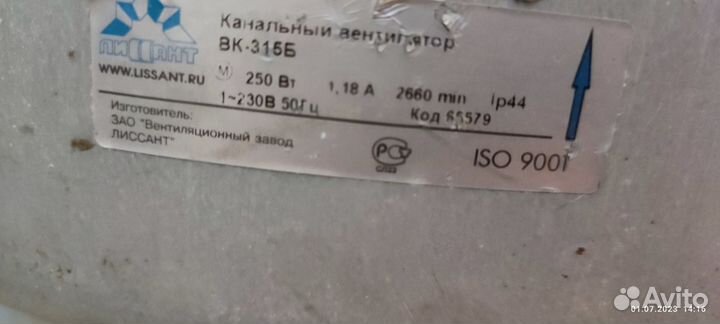 Канальный вентилятор
ВК-315Б
ЛИССАНТ
WWW.LISSANT.RU
М 250 Вт 1,18 А 2660 min ip44
1~230В 50Гц Код 65579
Изготовитель:
ЗАО "Вентиляционный завод
ЛИССАНТ"
РС ISO 9001
Avito
01.07.2023 14:16